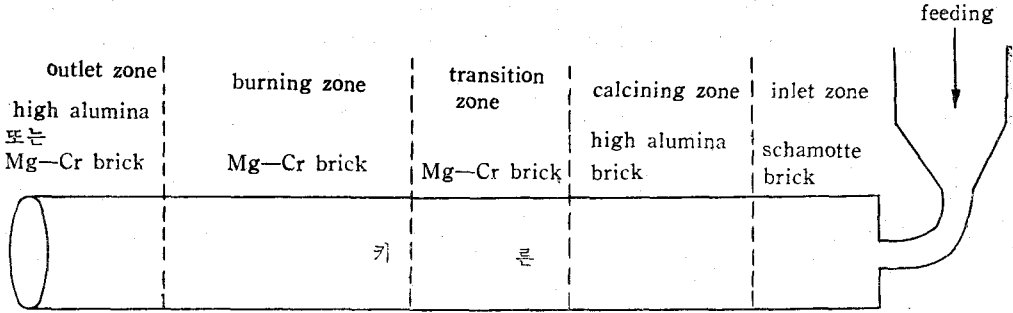 feeding
outlet zone
high alumina
또는
Mg—Cr brick
burning zone
Mg—Cr brick
transition
zone
Mg—Cr brick
calcining zone
high alumina
brick
inlet zone
schamotte
brick
키 른